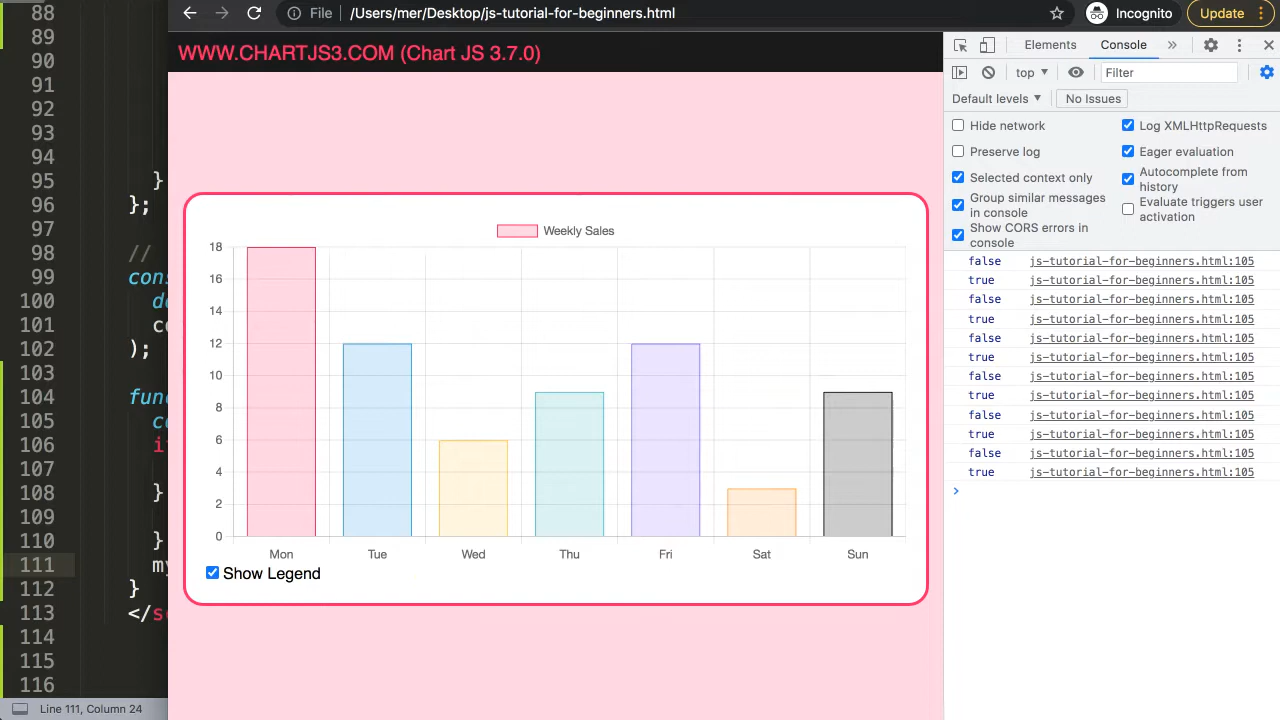 88
89
90
91
92
93
94
95 }
96 };
97
98 //
99 cons
100 do
101 co
102 );
103
104 fun
105 co
106 i
107
108 }
109
110 }
111 my
112 }
113 </s
114
115
116
Line 111, Column 24
File /Users/mer/Desktop/js-tutorial-for-beginners.html
Incognito
Update
WWW.CHARTJS3.COM (Chart JS 3.7.0)
Weekly Sales
18
16
14
12
10
8
6
4
2
0
Mon Tue Wed Thu Fri Sat Sun
Show Legend
Elements Console »
top ▼ Filter
Default levels ▼ No Issues
Hide network
Log XMLHttpRequests
Preserve log
Eager evaluation
Selected context only
Autocomplete from
history
Group similar messages
in console
Evaluate triggers user
activation
Show CORS errors in
console
false js-tutorial-for-beginners.html:105
true js-tutorial-for-beginners.html:105
false js-tutorial-for-beginners.html:105
true js-tutorial-for-beginners.html:105
false js-tutorial-for-beginners.html:105
true js-tutorial-for-beginners.html:105
false js-tutorial-for-beginners.html:105
true js-tutorial-for-beginners.html:105
false js-tutorial-for-beginners.html:105
true js-tutorial-for-beginners.html:105
false js-tutorial-for-beginners.html:105
true js-tutorial-for-beginners.html:105